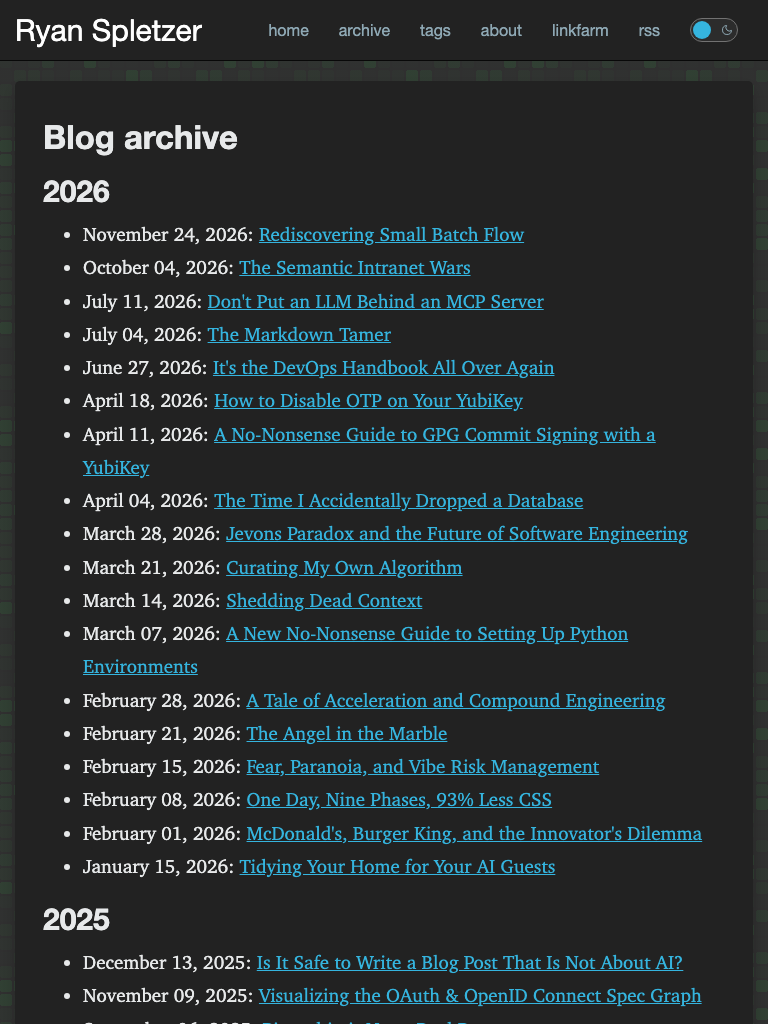 Ryan Spletzer
home archive tags about linkfarm rss
Blog archive
2026
November 24, 2026: Rediscovering Small Batch Flow
October 04, 2026: The Semantic Intranet Wars
July 11, 2026: Don't Put an LLM Behind an MCP Server
July 04, 2026: The Markdown Tamer
June 27, 2026: It's the DevOps Handbook All Over Again
April 18, 2026: How to Disable OTP on Your YubiKey
April 11, 2026: A No-Nonsense Guide to GPG Commit Signing with a
YubiKey
April 04, 2026: The Time I Accidentally Dropped a Database
March 28, 2026: Jevons Paradox and the Future of Software Engineering
March 21, 2026: Curating My Own Algorithm
March 14, 2026: Shedding Dead Context
March 07, 2026: A New No-Nonsense Guide to Setting Up Python
Environments
February 28, 2026: A Tale of Acceleration and Compound Engineering
February 21, 2026: The Angel in the Marble
February 15, 2026: Fear, Paranoia, and Vibe Risk Management
February 08, 2026: One Day, Nine Phases, 93% Less CSS
February 01, 2026: McDonald's, Burger King, and the Innovator's Dilemma
January 15, 2026: Tidying Your Home for Your AI Guests
2025
December 13, 2025: Is It Safe to Write a Blog Post That Is Not About AI?
November 09, 2025: Visualizing the OAuth & OpenID Connect Spec Graph